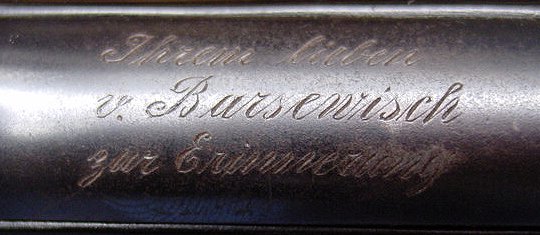 Ihrem lieben
v. Barsewisch
zur Erinnerung